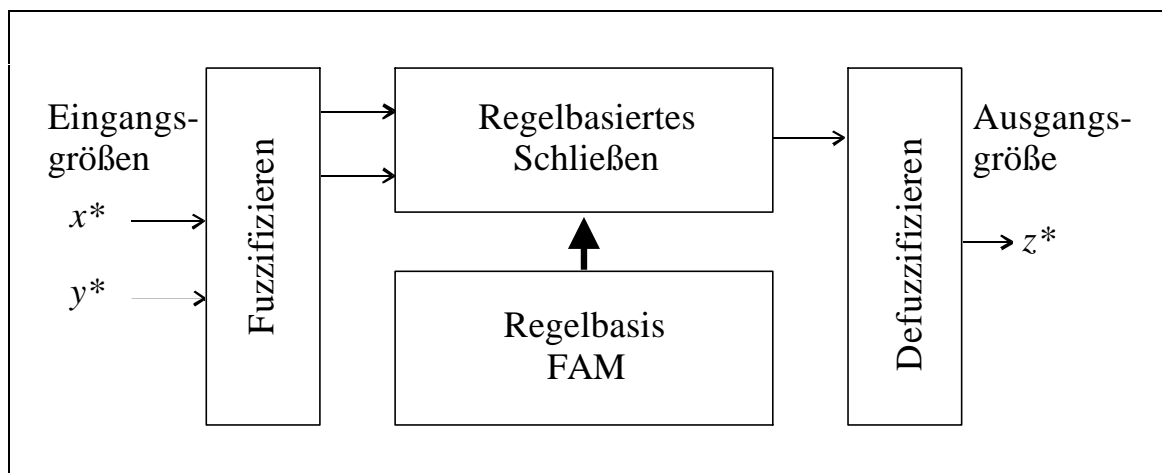 Eingangs-
größen
x*
y*
Fuzzifizieren
Regelbasiertes
Schließen
Regelbasis
FAM
Defuzzifizieren
Ausgangs-
größe
z*